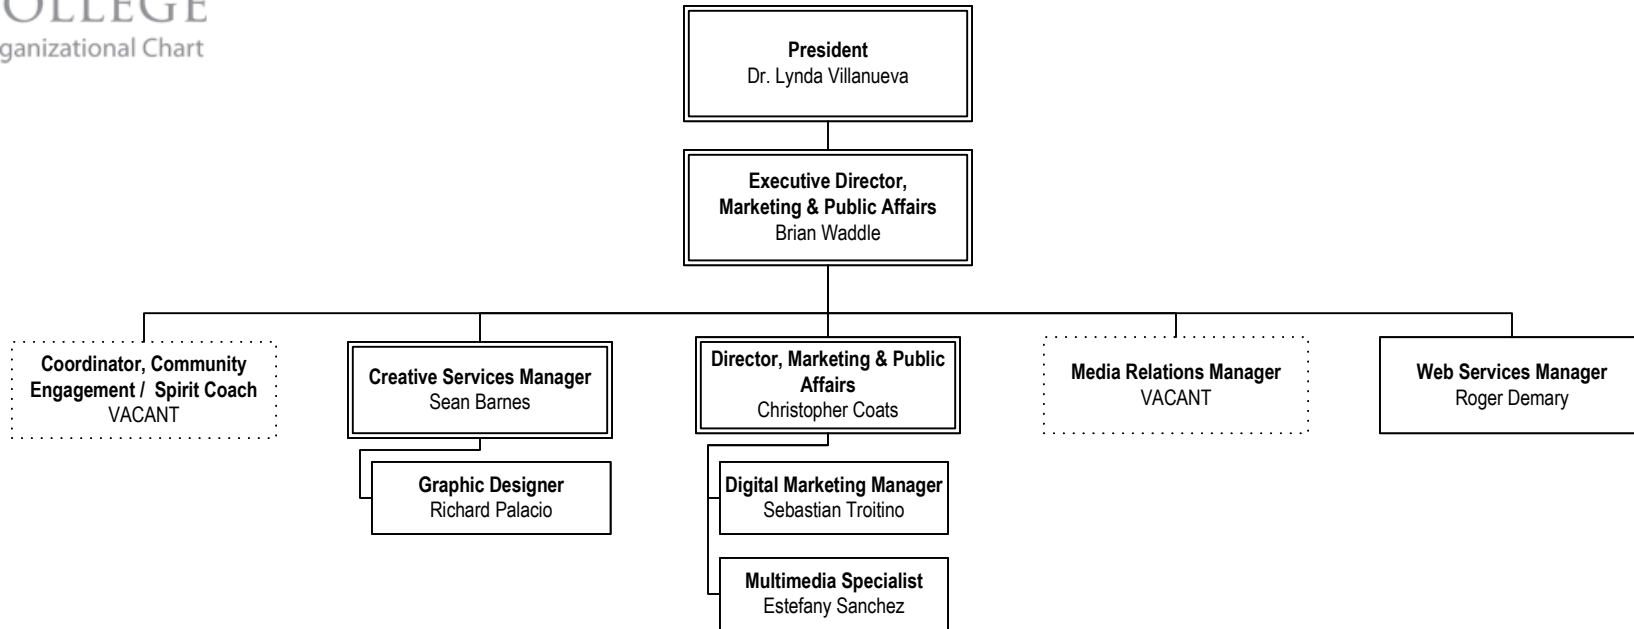 OLLEGE
ganizational Chart
President
Dr. Lynda Villanueva
Executive Director,
Marketing & Public Affairs
Brian Waddle
Coordinator, Community
Engagement / Spirit Coach
VACANT
Creative Services Manager
Sean Barnes
Director, Marketing & Public
Affairs
Christopher Coats
Media Relations Manager
VACANT
Web Services Manager
Roger Demary
Graphic Designer
Richard Palacio
Digital Marketing Manager
Sebastian Troitino
Multimedia Specialist
Estefany Sanchez